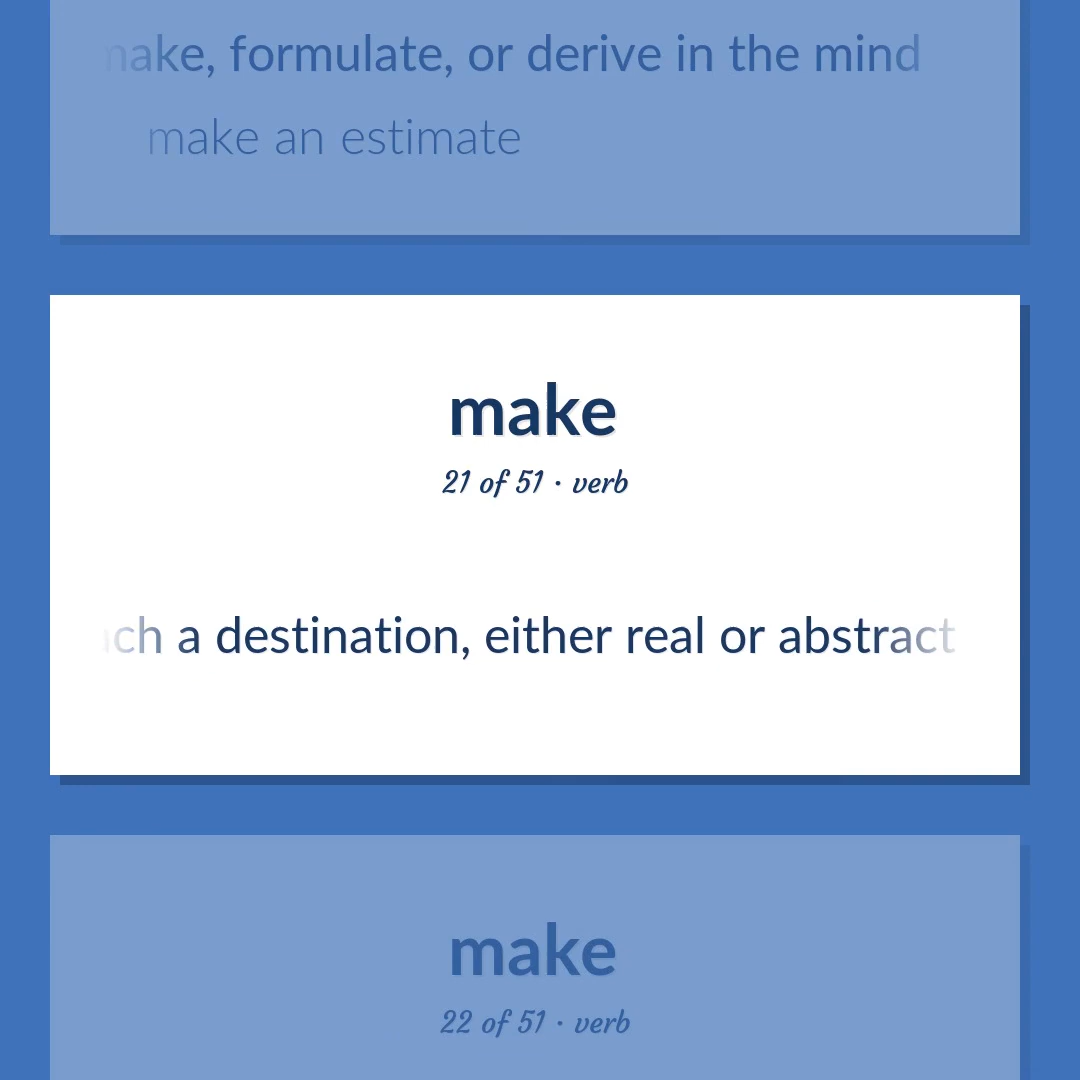 make, formulate, or derive in the mind
make an estimate
make
21 of 51 · verb
ch a destination, either real or abstract
make
22 of 51 · verb